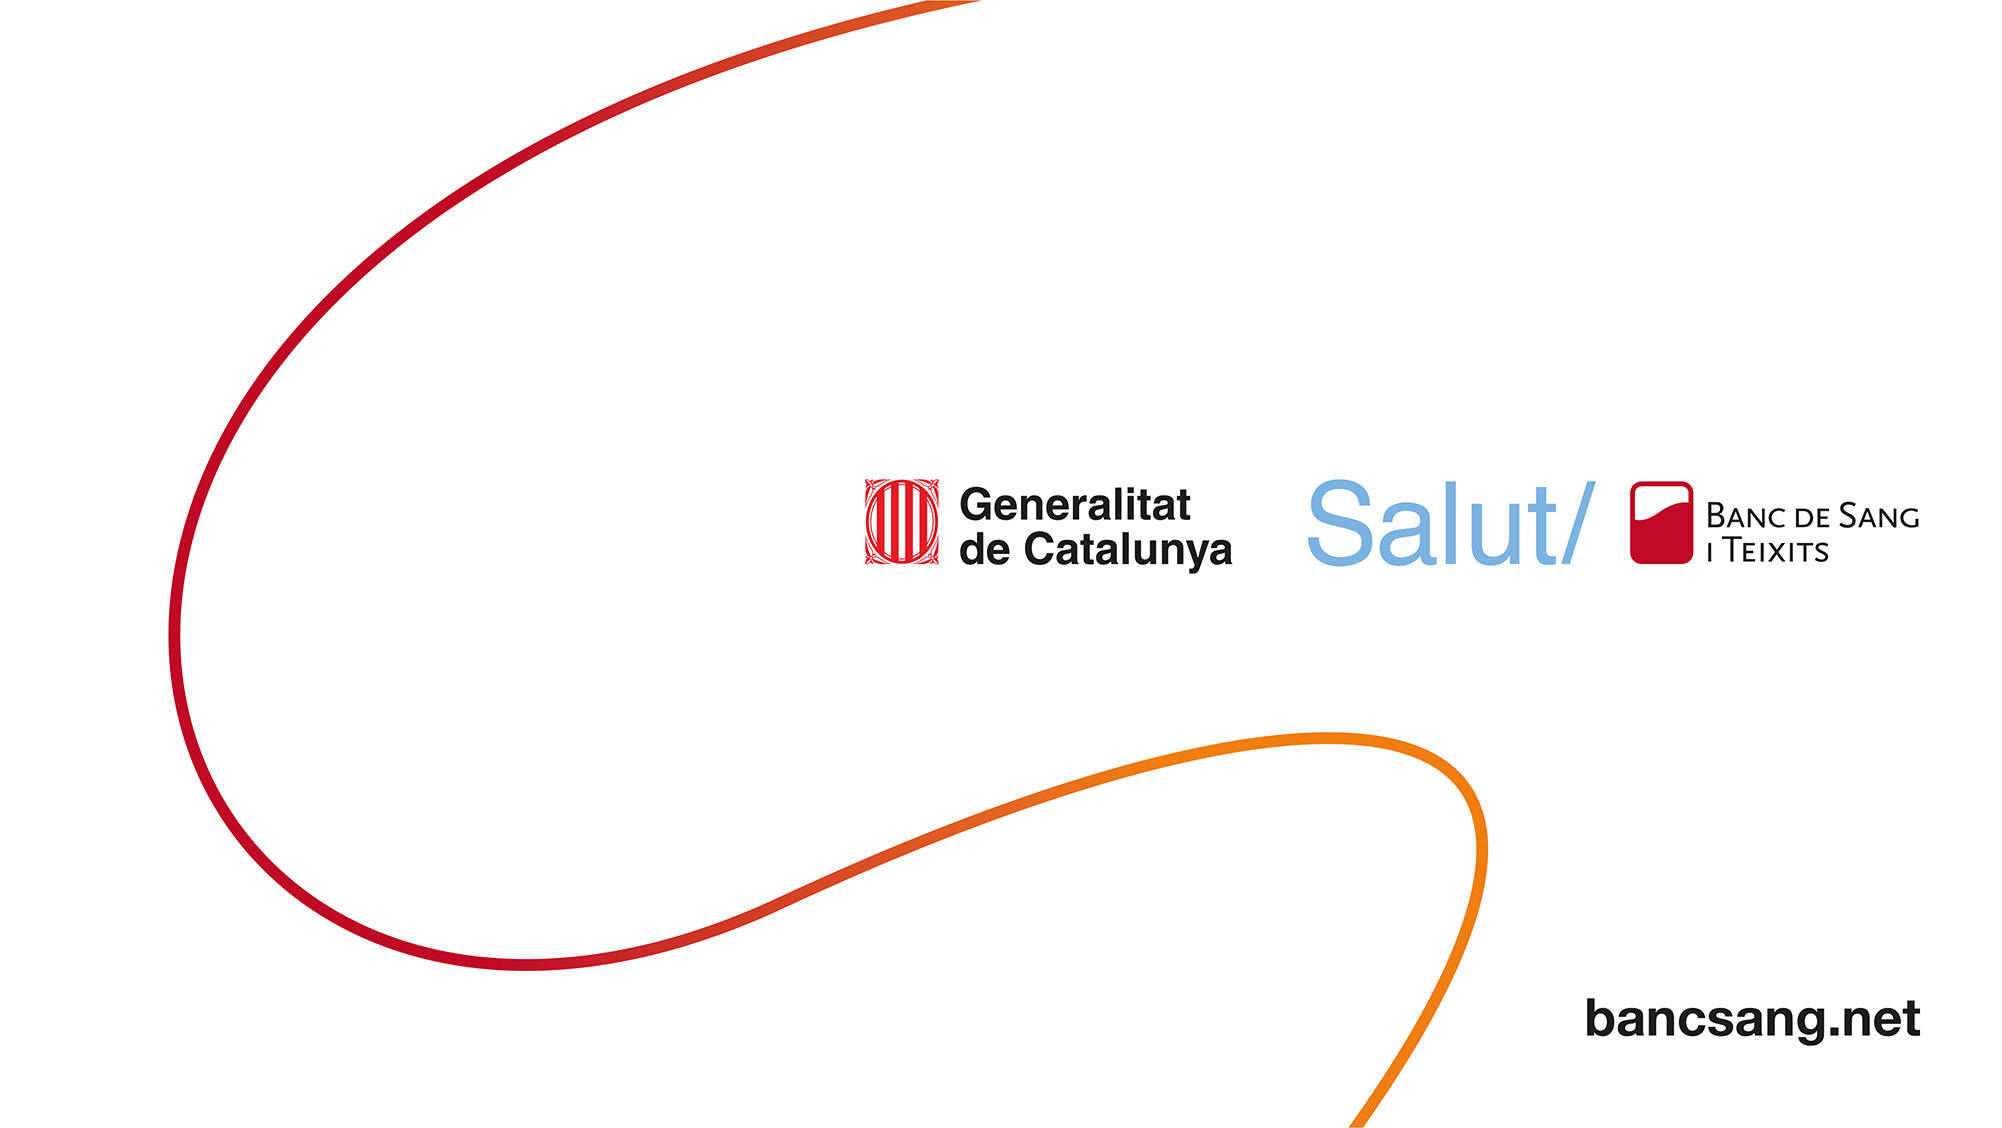 Generalitat
de Catalunya
Salut/
BANC DE SANG
I TEIXITS
bancsang.net